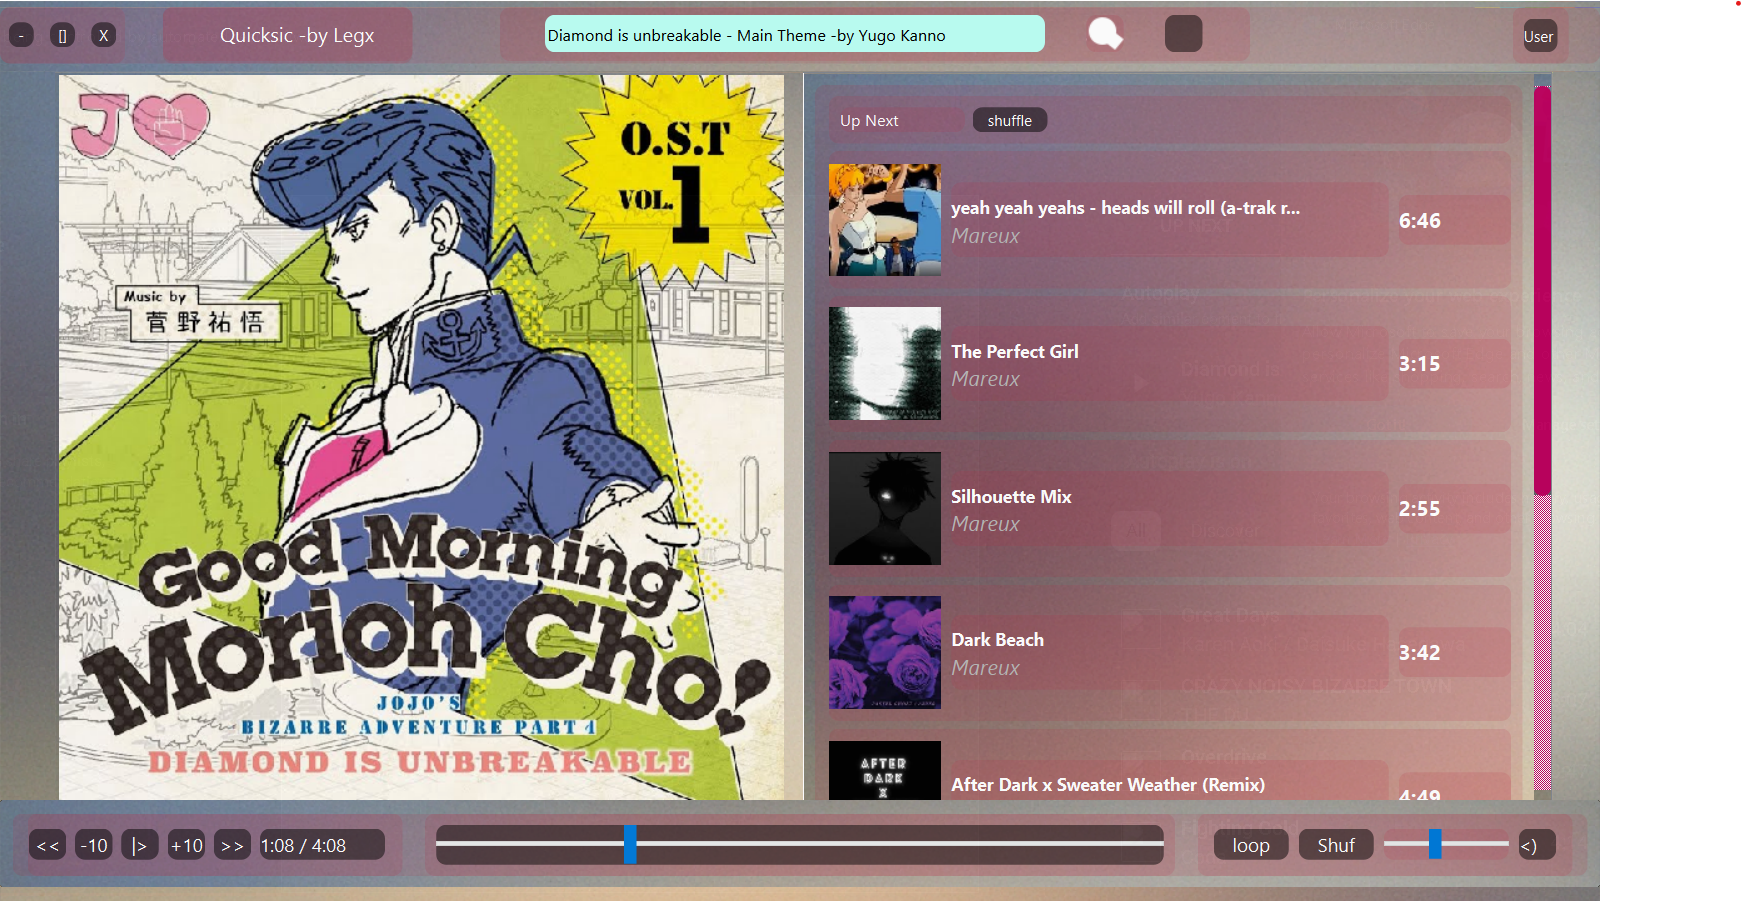 -
[]
X
Quicksic -by Legx
Diamond is unbreakable - Main Theme -by Yugo Kanno
User
J
O.S.T
VOL.1
Music by
菅野祐悟
Good Morning
Morioh Cho!
JOJO'S
BIZARRE ADVENTURE PART 4
DIAMOND IS UNBREAKABLE
Up Next
shuffle
yeah yeah yeahs - heads will roll (a-trak r...
Mareux
6:46
The Perfect Girl
Mareux
3:15
Silhouette Mix
Mareux
2:55
Dark Beach
Mareux
3:42
AFTER
DARK
X
After Dark x Sweater Weather (Remix)
4:49
<<
-10
|>
+10
>>
1:08 / 4:08
loop
Shuf
<)